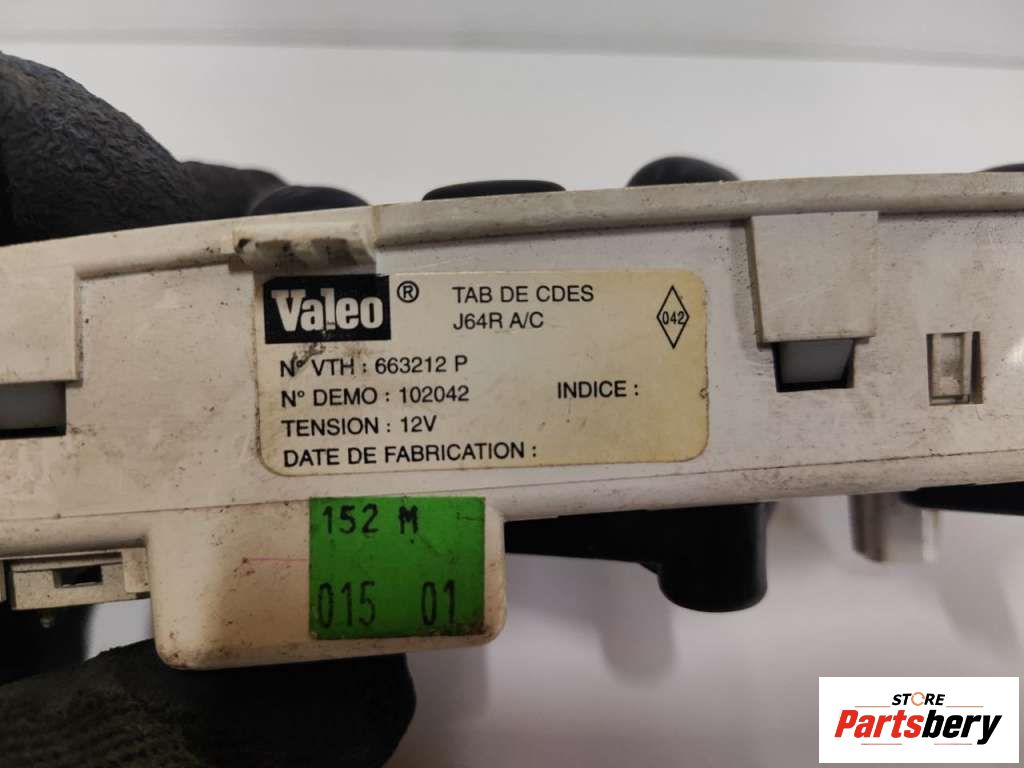 Valeo ®
TAB DE CDES
J64R A/C
042
N° VTH : 663212 P
N° DEMO : 102042
INDICE :
TENSION : 12V
DATE DE FABRICATION :
152 M
015 01
STORE
Partsbery